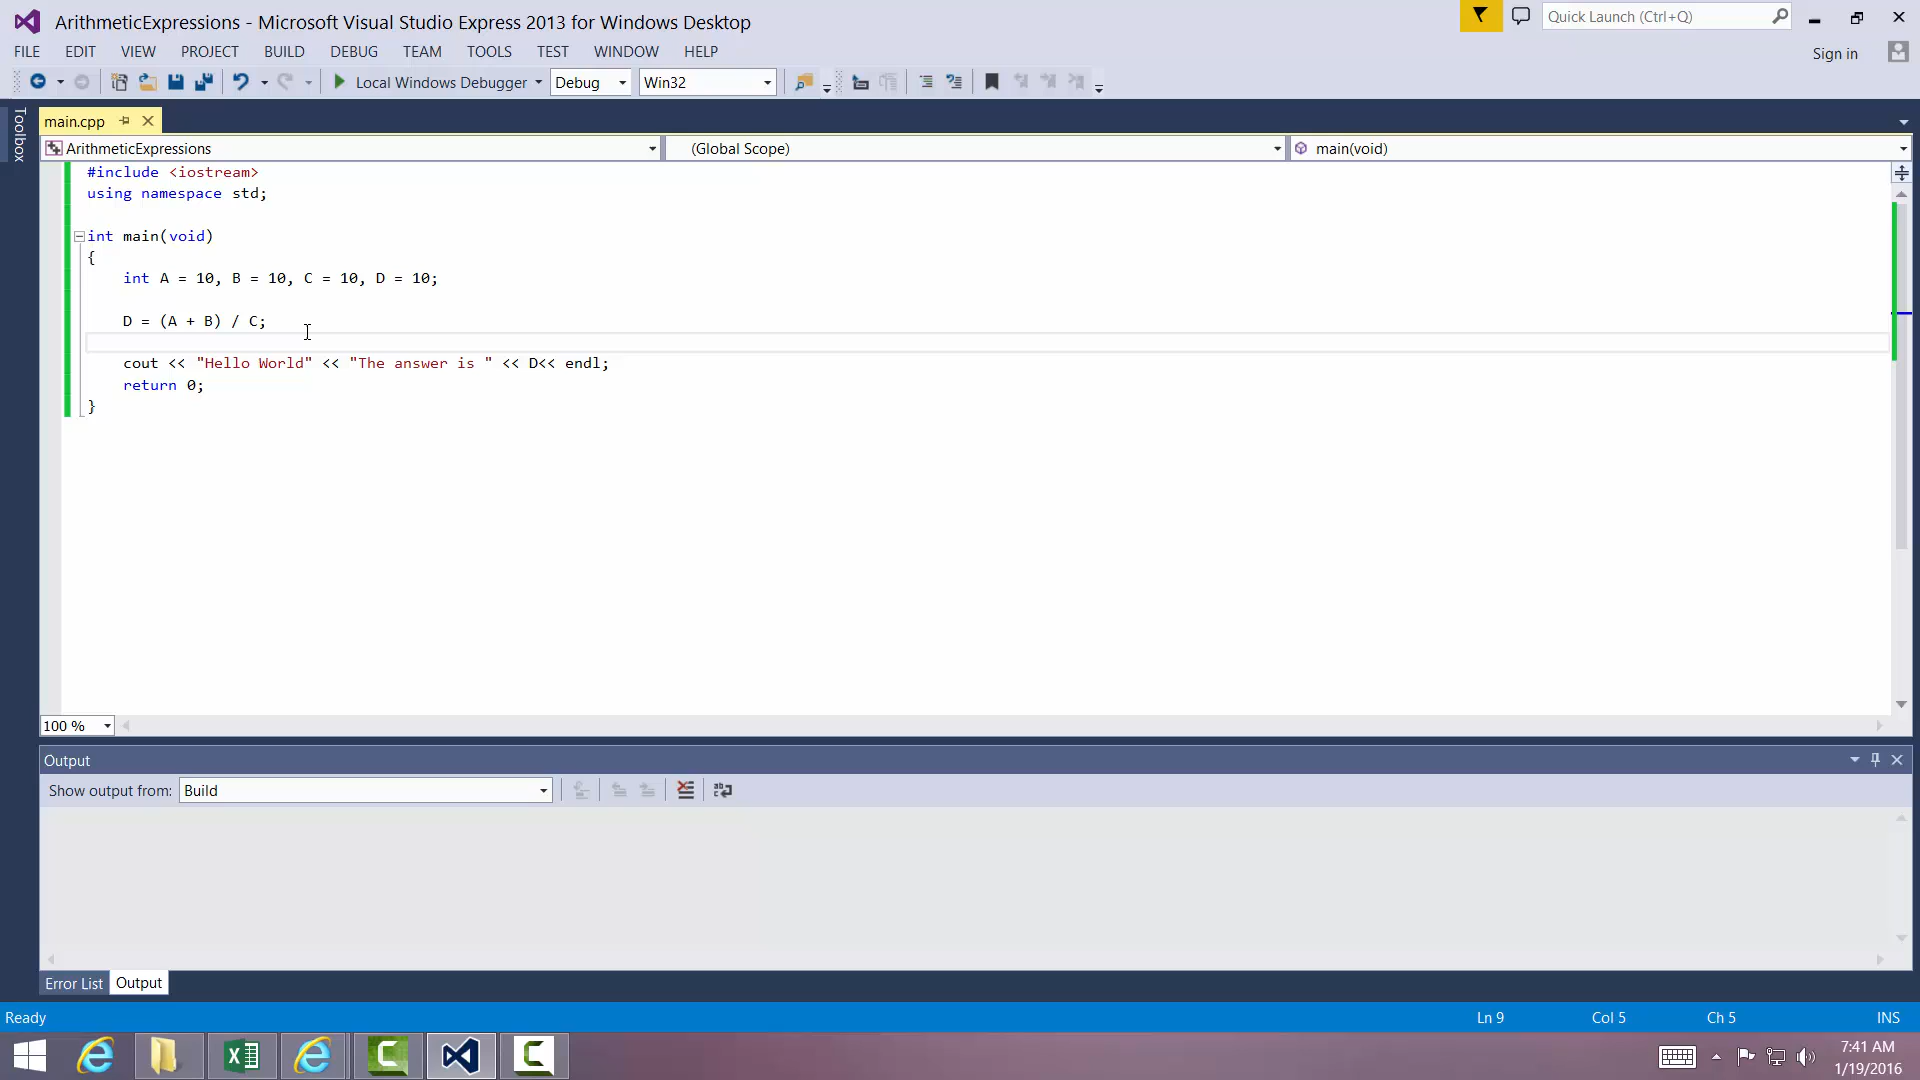 ArithmeticExpressions - Microsoft Visual Studio Express 2013 for Windows Desktop
Quick Launch (Ctrl+Q)
FILE EDIT VIEW PROJECT BUILD DEBUG TEAM TOOLS TEST WINDOW HELP
Sign in
Local Windows Debugger
Debug
Win32
Toolbox
main.cpp
ArithmeticExpressions
(Global Scope)
main(void)
#include <iostream>
using namespace std;
int main(void)
{
int A = 10, B = 10, C = 10, D = 10;
D = (A + B) / C;
cout << "Hello World" << "The answer is " << D<< endl;
return 0;
}
100 %
Output
Show output from: Build
Error List
Output
Ready
Ln 9
Col 5
Ch 5
INS
7:41 AM
1/19/2016